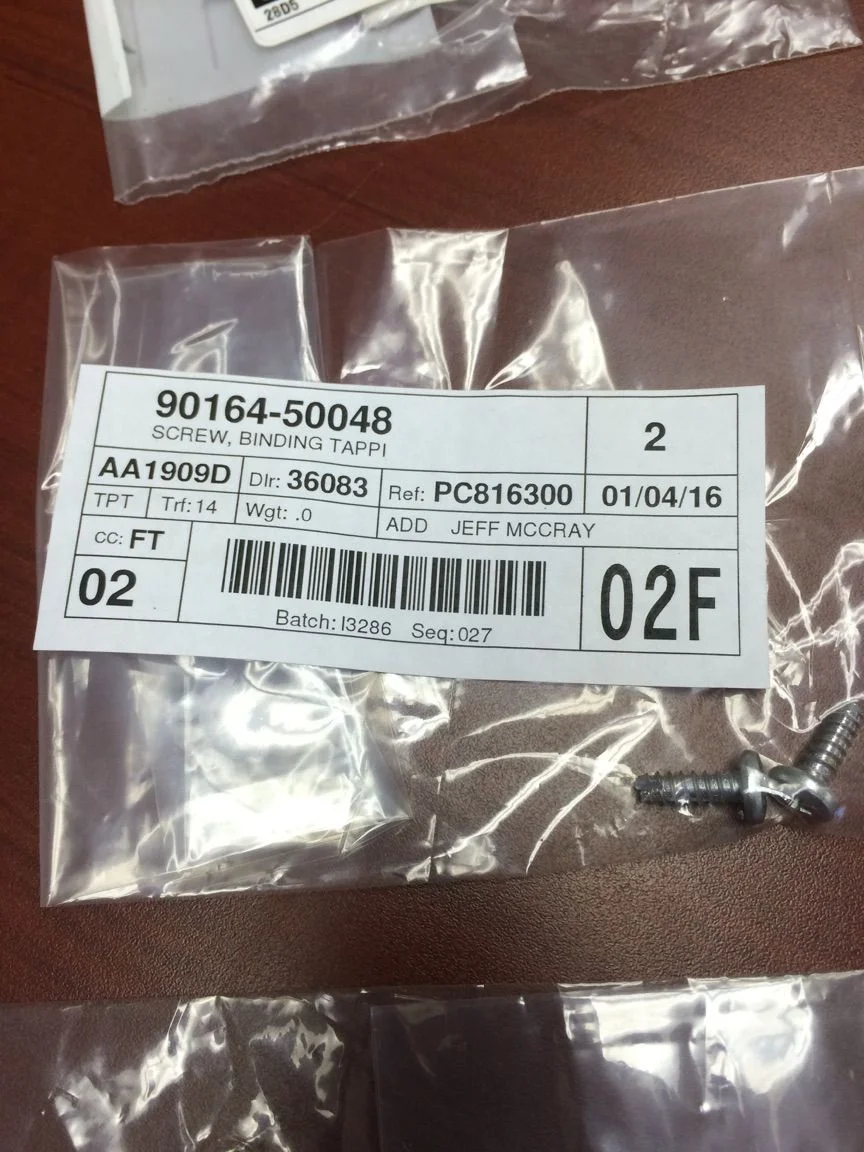 28D5
90164-50048
SCREW, BINDING TAPPI
2
AA1909D
Dlr: 36083
Ref: PC816300
01/04/16
TPT
Trf: 14
Wgt: .0
ADD JEFF MCCRAY
CC: FT
02
02F
Batch: I3286 Seq: 027